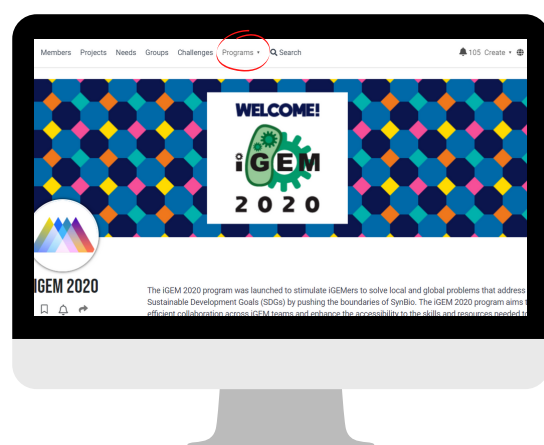 Members Projects Needs Groups Challenges Programs Search 105 Create
WELCOME!
iGEM
2020
IGEM 2020
The iGEM 2020 program was launched to stimulate iGEMers to solve local and global problems that address
Sustainable Development Goals (SDGs) by pushing the boundaries of SynBio. The iGEM 2020 program aims t
efficient collaboration across iGEM teams and enhance the accessibility to the skills and resources needed to